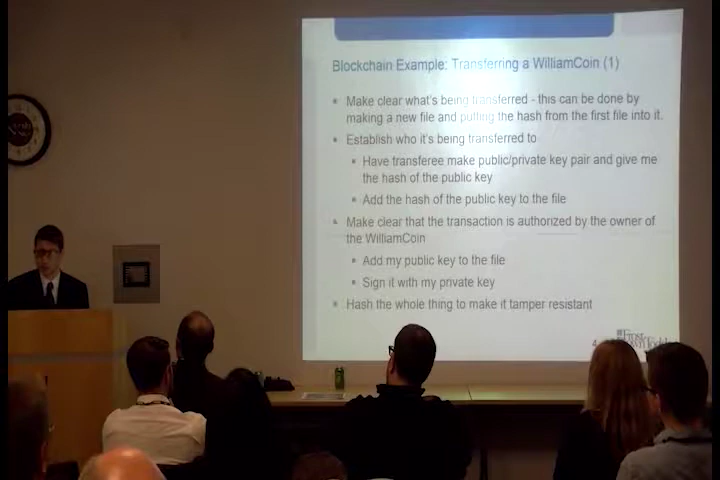 Blockchain Example: Transferring a WilliamCoin (1)
Make clear what's being transferred - this can be done by
making a new file and putting the hash from the first file into it.
Establish who it's being transferred to
Have transferee make public/private key pair and give me
the hash of the public key
Add the hash of the public key to the file
Make clear that the transaction is authorized by the owner of
the WilliamCoin
Add my public key to the file
Sign it with my private key
Hash the whole thing to make it tamper resistant
4
Frost
Brown Todd